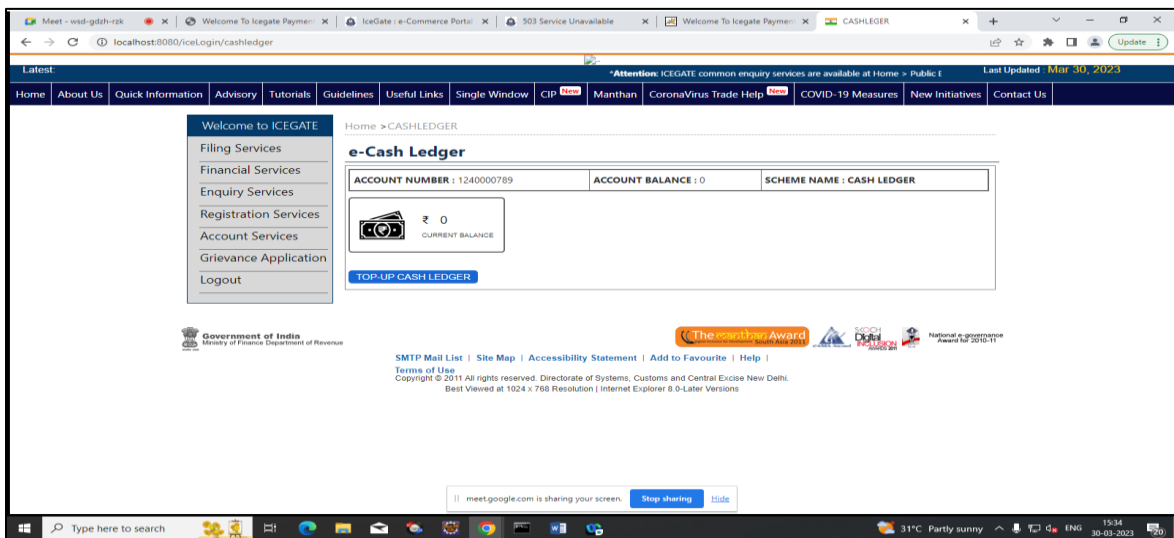 Meet - wsd-gdzh-rzk
Welcome To Icegate Payment
IceGate : e-Commerce Portal
503 Service Unavailable
Welcome To Icegate Payment
CASHLEGER
localhost:8080/iceLogin/cashledger
Update
Latest:
*Attention: ICEGATE common enquiry services are available at Home > Public E
Last Updated : Mar 30, 2023
Home About Us Quick Information Advisory Tutorials Guidelines Useful Links Single Window CIP New Manthan CoronaVirus Trade Help New COVID-19 Measures New Initiatives Contact Us
Welcome to ICEGATE
Filing Services
Financial Services
Enquiry Services
Registration Services
Account Services
Grievance Application
Logout
Home >CASHLEDGER
e-Cash Ledger
ACCOUNT NUMBER : 1240000789 ACCOUNT BALANCE : 0 SCHEME NAME : CASH LEDGER
₹ 0
CURRENT BALANCE
TOP-UP CASH LEDGER
Government of India
Ministry of Finance Department of Revenue
The manthan Award
South Asia 2011
SKOCH
Digital
INCLUSION
AWARDS 2011
National e-governance
Award for 2010-11
SMTP Mail List | Site Map | Accessibility Statement | Add to Favourite | Help |
Terms of Use
Copyright © 2011 All rights reserved. Directorate of Systems, Customs and Central Excise New Delhi.
Best Viewed at 1024 x 768 Resolution | Internet Explorer 8.0-Later Versions
meet.google.com is sharing your screen. Stop sharing Hide
Type here to search
31°C Partly sunny
ENG
15:34
30-03-2023
20